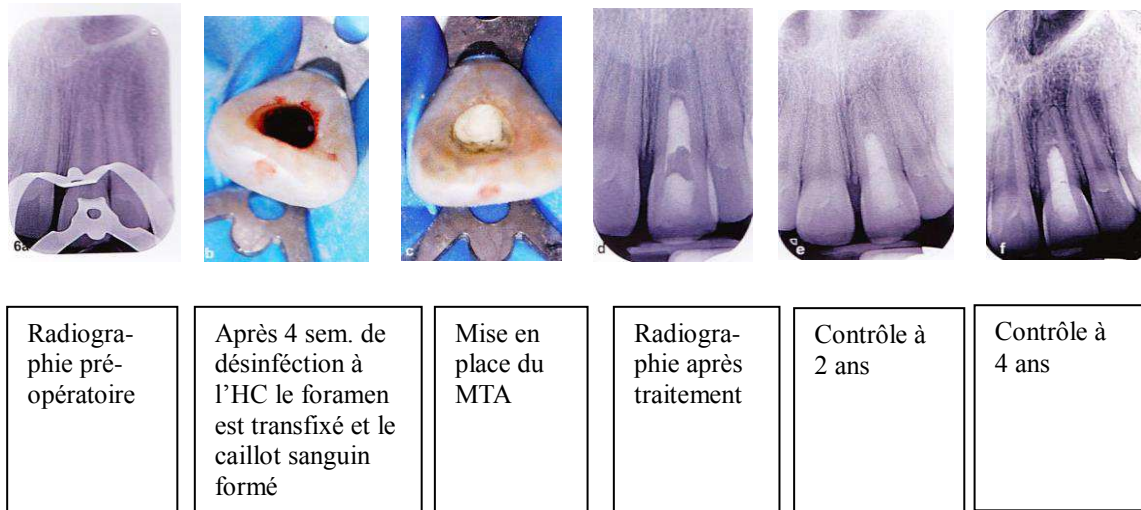 6a
b
c
d
e
f
Radiogra-
phie pré-
opératoire
Après 4 sem. de
désinféction à
l'HC le foramen
est transfixé et le
caillot sanguin
formé
Mise en
place du
MTA
Radiogra-
phie après
traitement
Contrôle à
2 ans
Contrôle à
4 ans